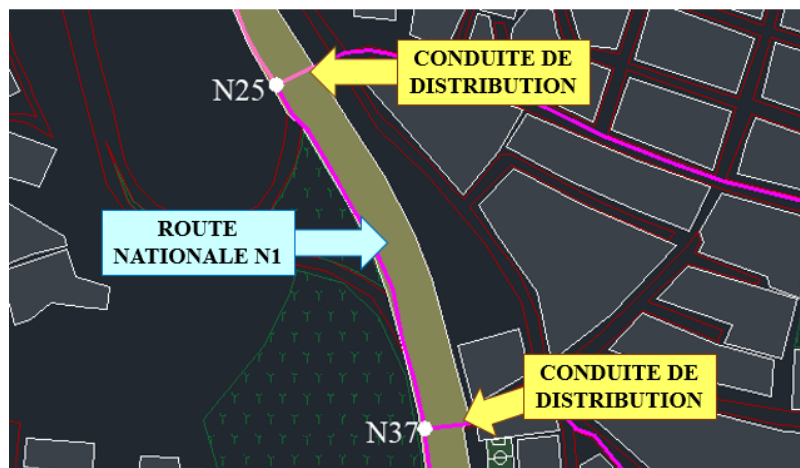 CONDUITE DE
DISTRIBUTION
N25
ROUTE
NATIONALE N1
CONDUITE DE
DISTRIBUTION
N37